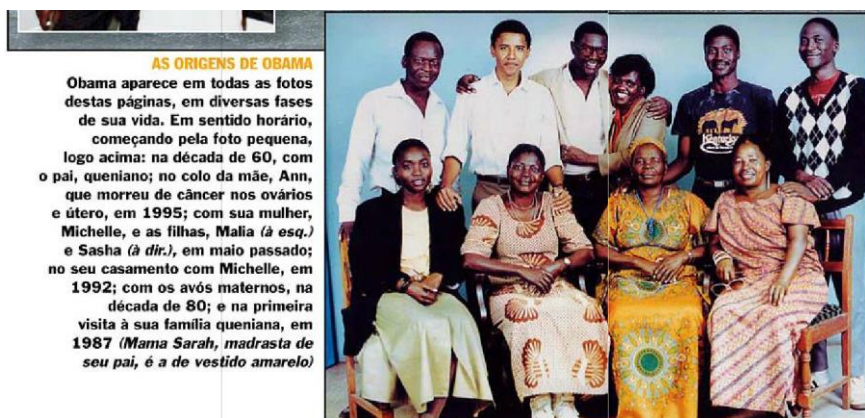 AS ORIGENS DE OBAMA
Obama aparece em todas as fotos
destas páginas, em diversas fases
de sua vida. Em sentido horário,
começando pela foto pequena,
logo acima: na década de 60, com
o pai, queniano; no colo da mãe, Ann,
que morreu de câncer nos ovários
e útero, em 1995; com sua mulher,
Michelle, e as filhas, Malia (à esq.)
e Sasha (à dir.), em maio passado;
no seu casamento com Michelle, em
1992; com os avós maternos, na
década de 80; e na primeira
visita à sua família queniana, em
1987 (Mama Sarah, madrasta de
seu pai, é a de vestido amarelo)
Kentucky